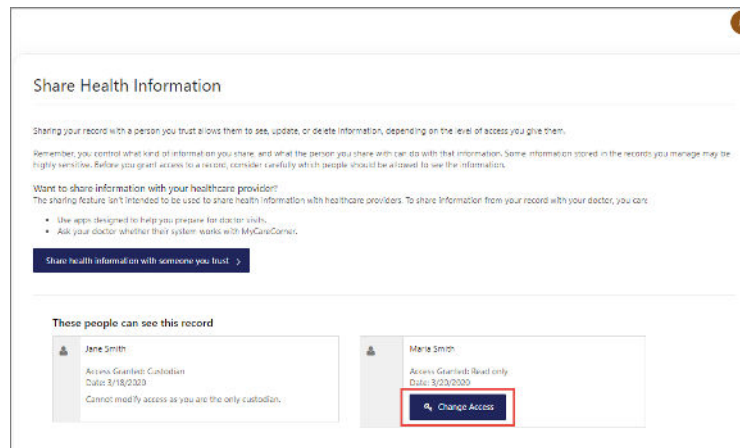 Share Health Information
Sharing your record with a person you trust allows them to see, update, or delete information, depending on the level of access you give them.
Remember, you control what kind of information you share, and what the person you share with can do with that information. Some information stored in the records you manage may be
highly sensitive. Before you grant access to a record, consider carefully which people should be allowed to see the information.
Want to share information with your healthcare provider?
The sharing feature isn't intended to be used to share health information with healthcare providers. To share information from your record with your doctor, you can:
Use apps designed to help you prepare for doctor visits.
Ask your doctor whether their system works with MyCareCorner.
Share health information with someone you trust >
These people can see this record
Jane Smith
Access Granted: Custodian
Date: 3/18/2020
Cannot modify access as you are the only custodian.
Maria Smith
Access Granted: Read only
Date: 3/20/2020
Change Access